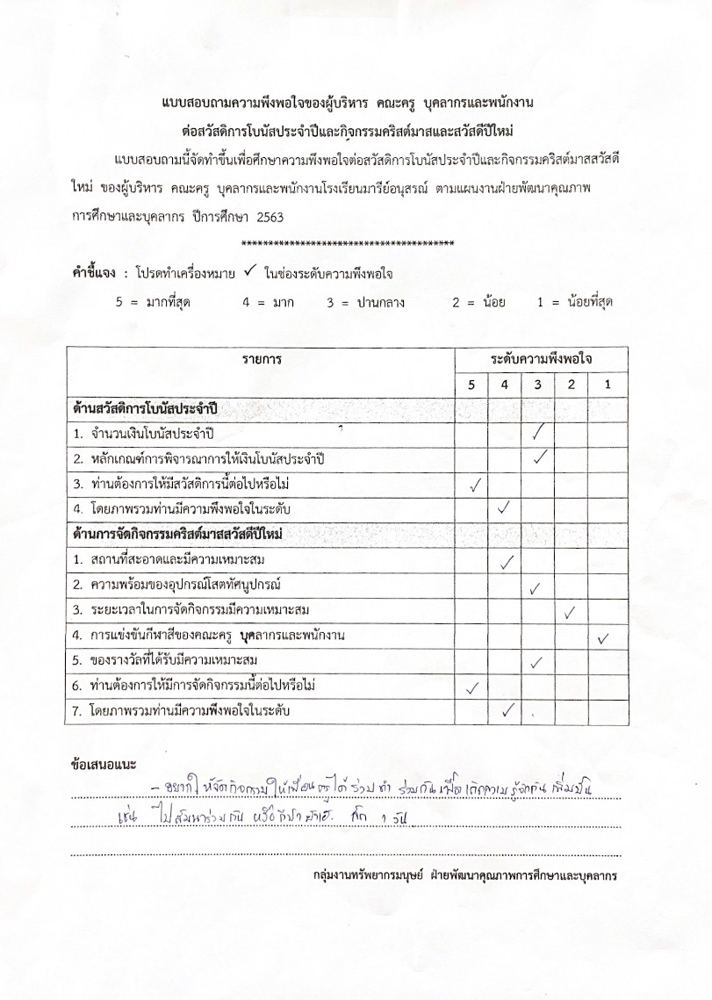 แบบสอบถามความพึงพอใจของผู้บริหาร คณะครู บุคลากรและพนักงาน
ต่อสวัสดิการโบนัสประจำปีและกิจกรรมคริสต์มาสและสวัสดีปีใหม่
แบบสอบถามนี้จัดทำขึ้นเพื่อศึกษาความพึงพอใจต่อสวัสดิการโบนัสประจำปีและกิจกรรมคริสต์มาสสวัสดี
ใหม่ ของผู้บริหาร คณะครู บุคลากรและพนักงานโรงเรียนมารีย์อนุสรณ์ ตามแผนงานฝ่ายพัฒนาคุณภาพ
การศึกษาและบุคลากร ปีการศึกษา 2563
****************************************
คำชี้แจง : โปรดทำเครื่องหมาย ✓ ในช่องระดับความพึงพอใจ
5 = มากที่สุด 4 = มาก 3 = ปานกลาง 2 = น้อย 1 = น้อยที่สุด
รายการ ระดับความพึงพอใจ
5 4 3 2 1
ด้านสวัสดิการโบนัสประจำปี
1. จำนวนเงินโบนัสประจำปี ✓
2. หลักเกณฑ์การพิจารณาการให้เงินโบนัสประจำปี ✓
3. ท่านต้องการให้มีสวัสดิการนี้ต่อไปหรือไม่ ✓
4. โดยภาพรวมท่านมีความพึงพอใจในระดับ ✓
ด้านการจัดกิจกรรมคริสต์มาสสวัสดีปีใหม่
1. สถานที่สะอาดและมีความเหมาะสม ✓
2. ความพร้อมของอุปกรณ์โสตทัศนูปกรณ์ ✓
3. ระยะเวลาในการจัดกิจกรรมมีความเหมาะสม ✓
4. การแข่งขันกีฬาสีของคณะครู บุคลากรและพนักงาน ✓
5. ของรางวัลที่ได้รับมีความเหมาะสม ✓
6. ท่านต้องการให้มีการจัดกิจกรรมนี้ต่อไปหรือไม่ ✓
7. โดยภาพรวมท่านมีความพึงพอใจในระดับ ✓
ข้อเสนอแนะ
- อยากให้จัดกิจกรรมให้เพื่อนครูได้ร่วมทำ ร่วมกันเพื่อเกิดความรู้จักกันเพิ่มขึ้น
เช่น ไปสัมนาร่วมกัน หรือกีฬา 1 วัน
กลุ่มงานทรัพยากรมนุษย์ ฝ่ายพัฒนาคุณภาพการศึกษาและบุคลากร